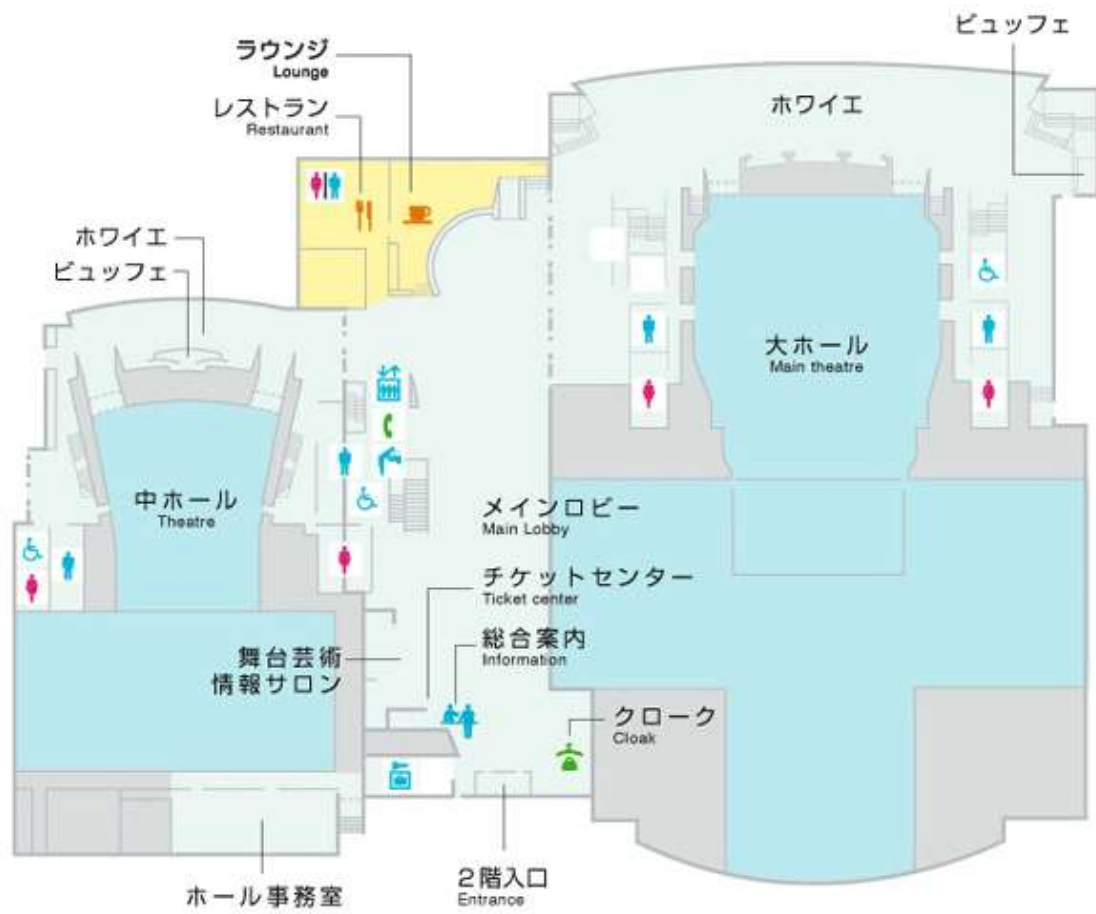 ビュッフェ
ラウンジ
Lounge
レストラン
Restaurant
ホワイエ
ホワイエ
ビュッフェ
大ホール
Main theatre
中ホール
Theatre
メインロビー
Main Lobby
チケットセンター
Ticket center
総合案内
Information
舞台芸術
情報サロン
クローク
Cloak
ホール事務室
2階入口
Entrance